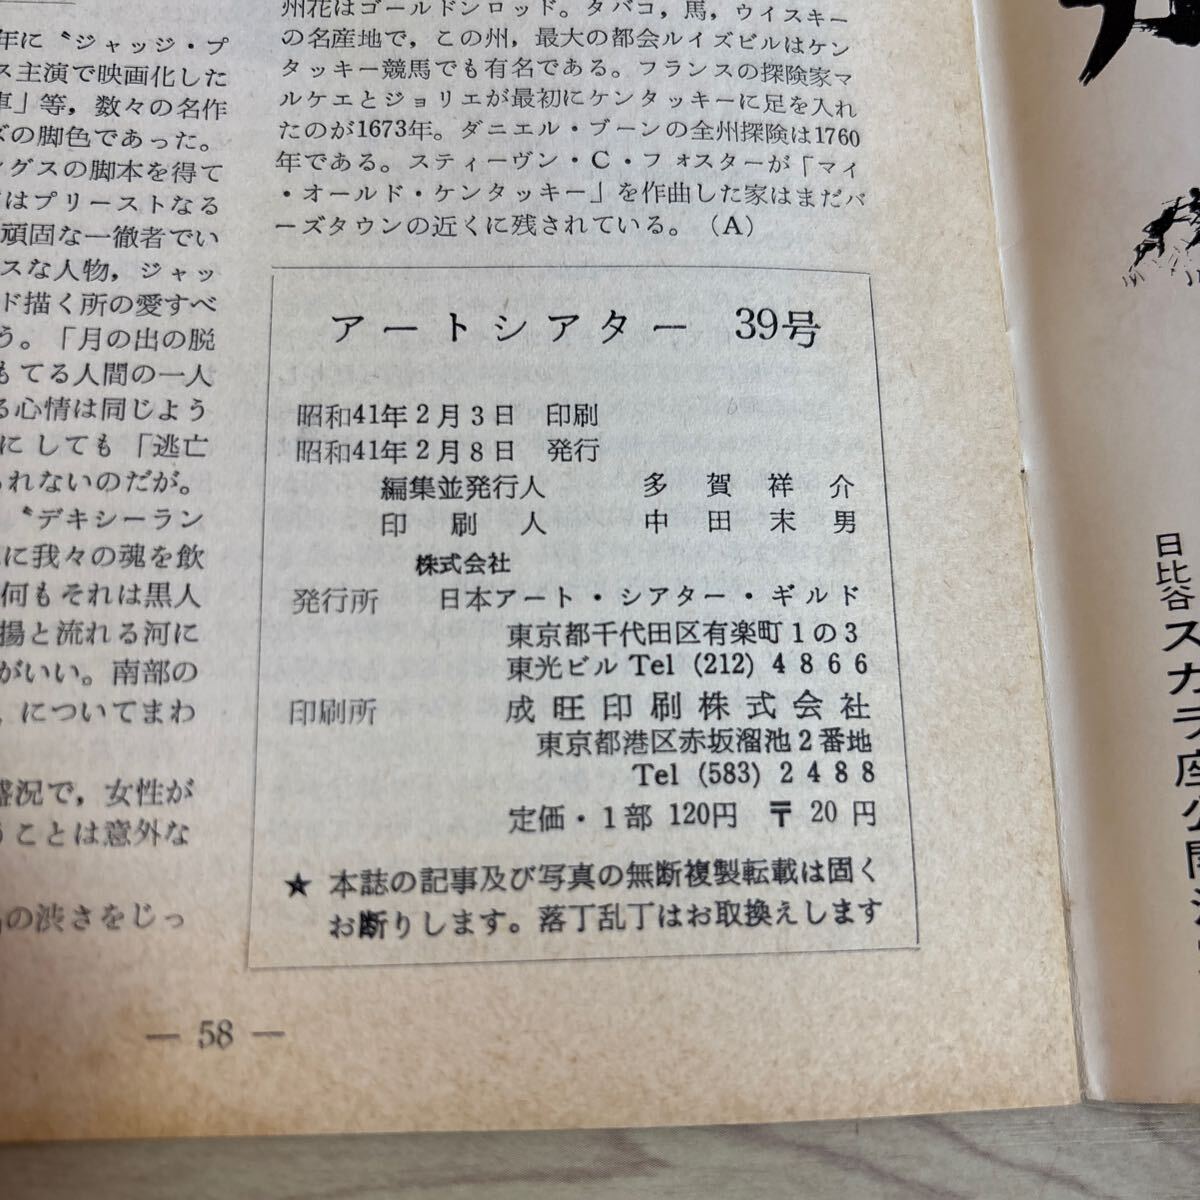 年に〝ジャッジ・プ
ス主演で映画化した
車」等，数々の名作
ズの脚色であった。
ングスの脚本を得て
はプリーストなる
頑固な一徹者でい
スな人物，ジャッ
ド描く所の愛すべ
う。「月の出の脱
もてる人間の一人
る心情は同じよう
にしても「逃亡
られないのだが。
〝デキシーラン
に我々の魂を飲
何もそれは黒人
揚と流れる河に
がいい。南部の
，についてまわ
盛況で，女性が
うことは意外な
の渋さをじっ
州花はゴールドンロッド。タバコ，馬，ウイスキー
の名産地で，この州，最大の都会ルイズビルはケン
タッキー競馬でも有名である。フランスの探険家マ
ルケエとジョリエが最初にケンタッキーに足を入れ
たのが1673年。ダニエル・ブーンの全州探険は1760
年である。スティーヴン・C・フォスターが「マイ
・オールド・ケンタッキー」を作曲した家はまだバ
ーズタウンの近くに残されている。（A）
アートシアター 39号
昭和41年2月3日 印刷
昭和41年2月8日 発行
編集並発行人 多賀祥介
印刷人 中田末男
株式会社
発行所 日本アート・シアター・ギルド
東京都千代田区有楽町1の3
東光ビル Tel (212) 4866
印刷所 成旺印刷株式会社
東京都港区赤坂溜池2番地
Tel (583) 2488
定価・1部 120円 〒20円
★ 本誌の記事及び写真の無断複製転載は固く
お断りします。落丁乱丁はお取換えします
— 58 —
日比谷スカラ座公開